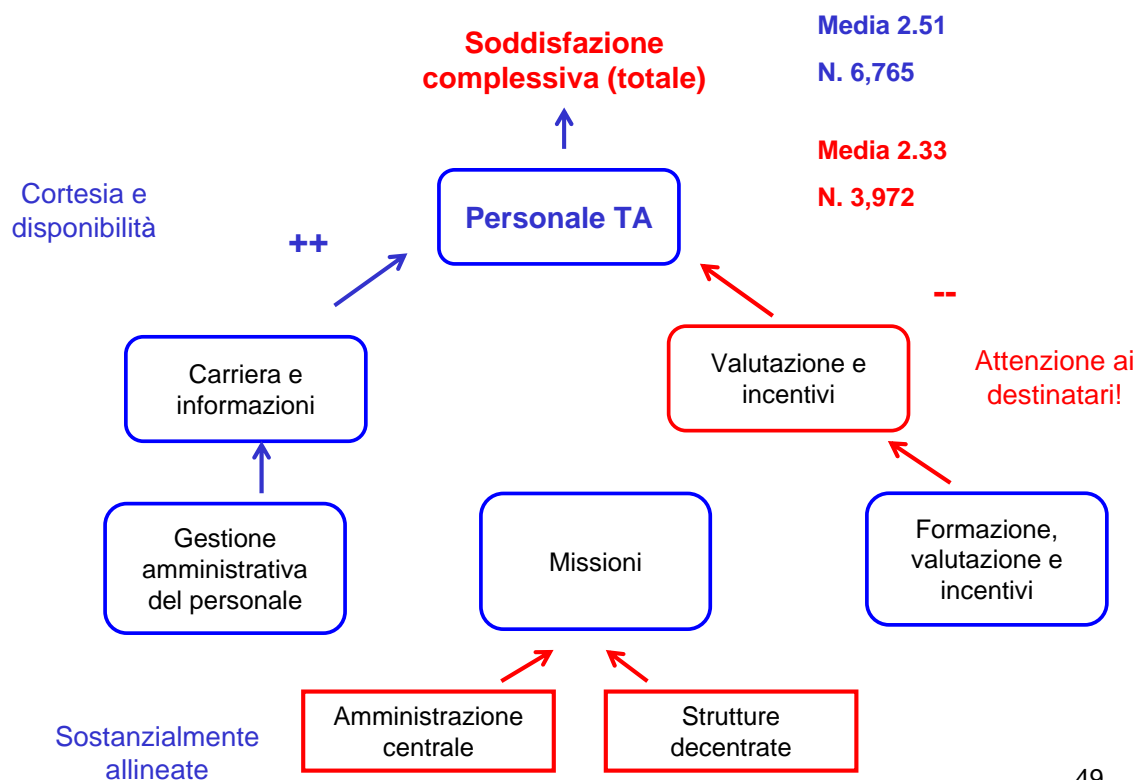 Soddisfazione
complessiva (totale)
Media 2.51
N. 6,765
Media 2.33
N. 3,972
Cortesia e
disponibilità
++
Personale TA
--
Carriera e
informazioni
Valutazione e
incentivi
Attenzione ai
destinatari!
Gestione
amministrativa
del personale
Missioni
Formazione,
valutazione e
incentivi
Sostanzialmente
allineate
Amministrazione
centrale
Strutture
decentrate
49